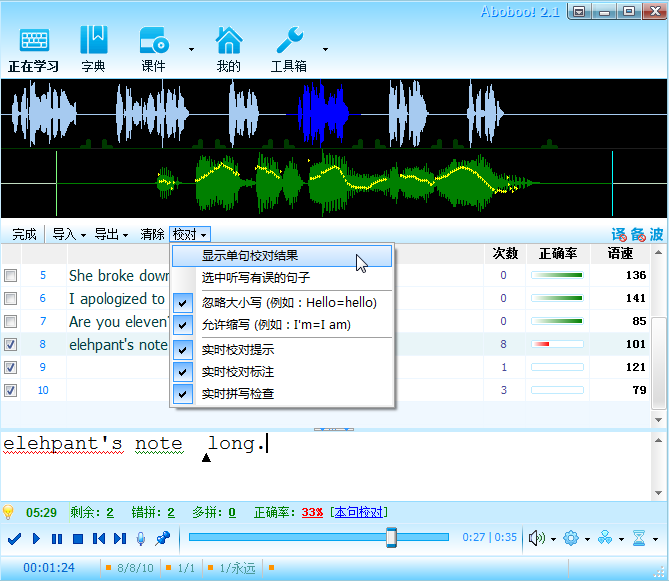 Aboboo! 2.1
正在学习 字典 课件 我的 工具箱
完成 导入 导出 清除 校对 译 备 波
次数 正确率 语速
显示单句校对结果
选中听写有误的句子
忽略大小写 (例如：Hello=hello)
允许缩写 (例如：I'm=I am)
实时校对提示
实时校对标注
实时拼写检查
5 She broke down 0 136
6 I apologized to 0 141
7 Are you eleven 0 85
8 elehpant's note 8 101
9 1 121
10 3 79
elehpant's note long.
05:29 剩余: 2 错拼: 2 多拼: 0 正确率: 33% [本句校对]
0:27 | 0:35
00:01:24 8/8/10 1/1 1/永远